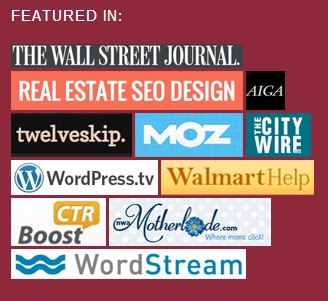 FEATURED IN:
THE WALL STREET JOURNAL.
REAL ESTATE SEO DESIGN
AIGA
twelveskip.
MOZ
THE CITY WIRE
WordPress.tv
WalmartHelp
CTR
Boost
nwaMotherlode.com
Where moms click!
WordStream